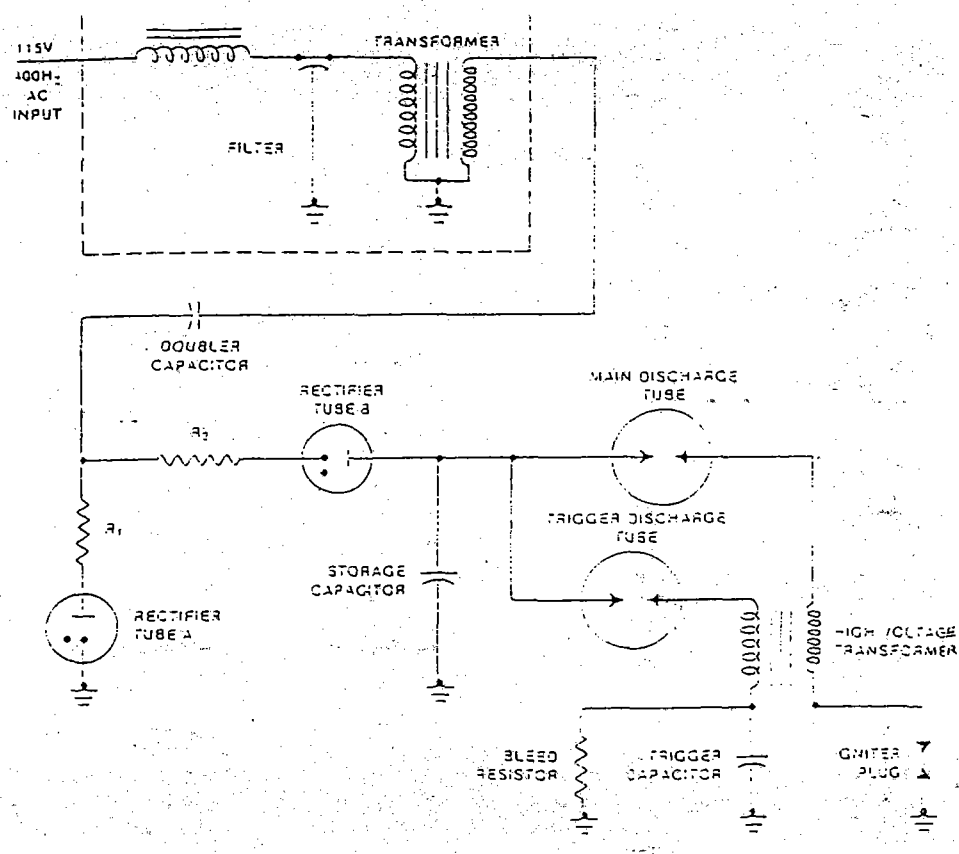 TRANSFORMER
115V
400Hz
AC
INPUT
FILTER
DOUBLER
CAPACITOR
RECTIFIER
TUBE B
MAIN DISCHARGE
TUBE
R2
R1
TRIGGER DISCHARGE
TUBE
STORAGE
CAPACITOR
RECTIFIER
TUBE A
HIGH VOLTAGE
TRANSFORMER
BLEED
RESISTOR
TRIGGER
CAPACITOR
IGNITER
PLUG